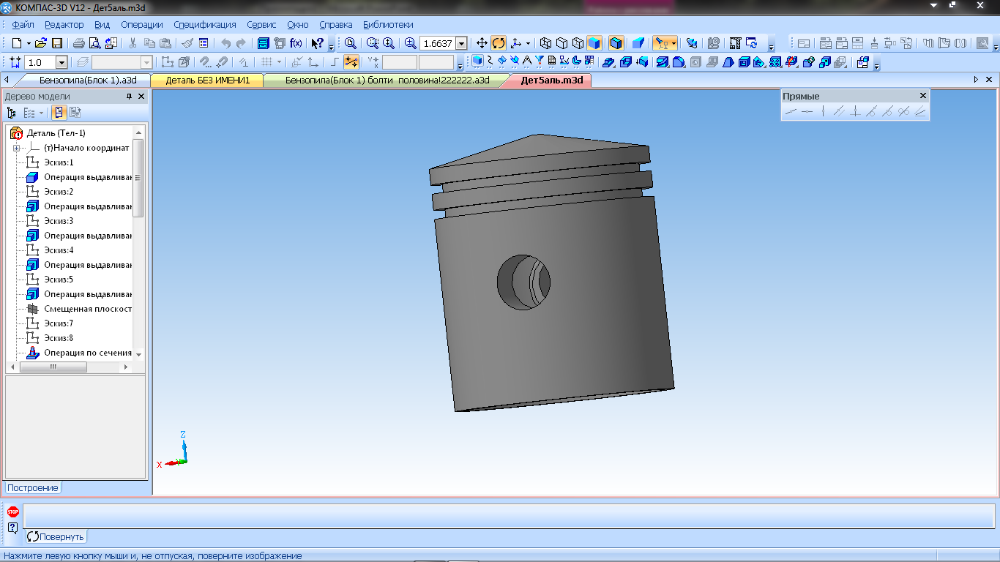 КОМПАС-3D V12 - Дет5аль.m3d
Файл Редактор Вид Операции Спецификация Сервис Окно Справка Библиотеки
f(x) 1.6637
1.0
Бензопила(Блок 1).a3d Деталь БЕЗ ИМЕНИ1 Бензопила(Блок 1) болти половина!222222.a3d Дет5аль.m3d
Дерево модели
Прямые
Деталь (Тел-1)
(т)Начало координат
Эскиз:1
Операция выдавливан
Эскиз:2
Операция выдавливан
Эскиз:3
Операция выдавливан
Эскиз:4
Операция выдавливан
Эскиз:5
Операция выдавливан
Смещенная плоскост
Эскиз:7
Эскиз:8
Операция по сечения
Z
X
Y
Построение
STOP
Повернуть
Нажмите левую кнопку мыши и, не отпуская, поверните изображение